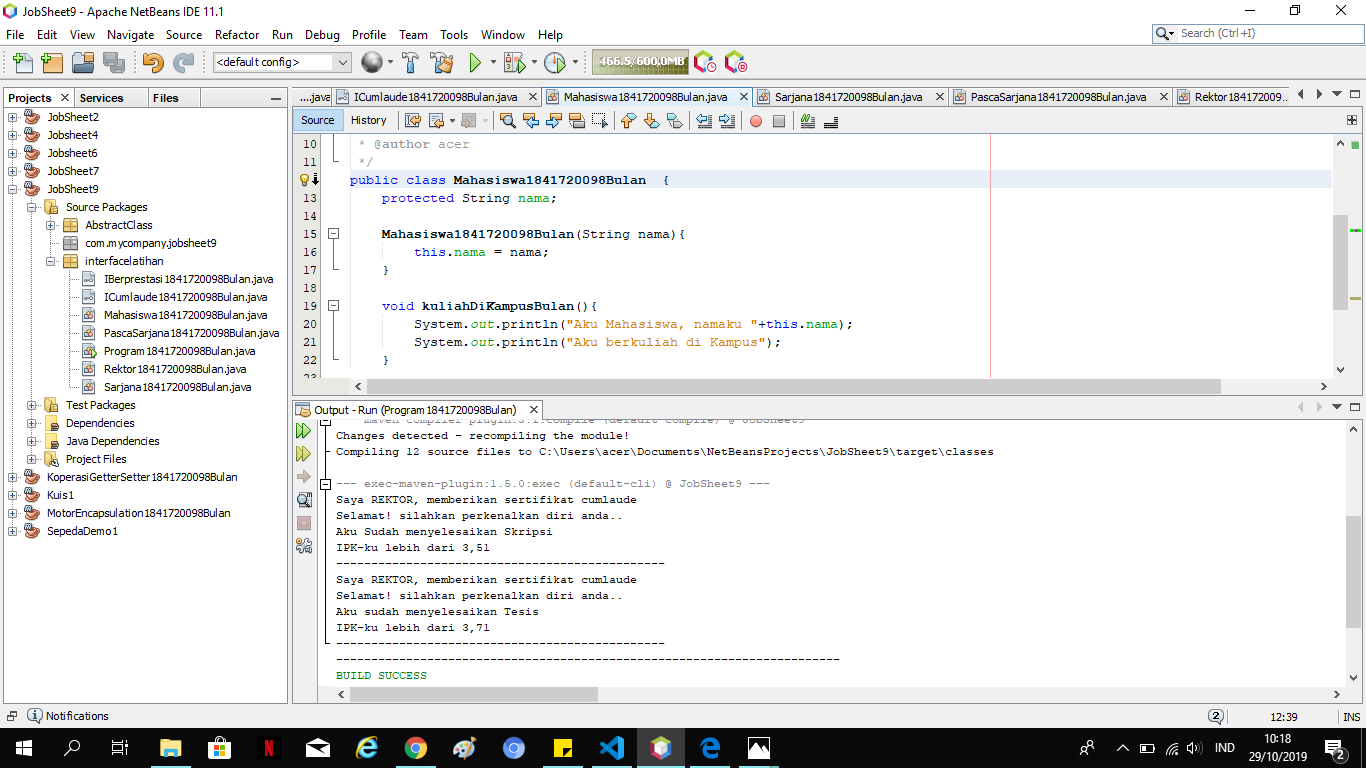 JobSheet9 - Apache NetBeans IDE 11.1
File Edit View Navigate Source Refactor Run Debug Profile Team Tools Window Help
Search (Ctrl+I)
<default config>
466.5/600.0MB
Projects Services Files
JobSheet2
Jobsheet4
Jobsheet6
JobSheet7
JobSheet9
Source Packages
AbstractClass
com.mycompany.jobsheet9
interfacelatihan
IBerprestasi1841720098Bulan.java
ICumlaude1841720098Bulan.java
Mahasiswa1841720098Bulan.java
PascaSarjana1841720098Bulan.java
Program1841720098Bulan.java
Rektor1841720098Bulan.java
Sarjana1841720098Bulan.java
Test Packages
Dependencies
Java Dependencies
Project Files
KoperasiGetterSetter1841720098Bulan
Kuis1
MotorEncapsulation1841720098Bulan
SepedaDemo1
....java ICumlaude1841720098Bulan.java Mahasiswa1841720098Bulan.java Sarjana1841720098Bulan.java PascaSarjana1841720098Bulan.java Rektor184172009...
Source History
10 * @author acer
11 */
public class Mahasiswa1841720098Bulan {
13 protected String nama;
14
15 Mahasiswa1841720098Bulan(String nama){
16 this.nama = nama;
17 }
18
19 void kuliahDiKampusBulan(){
20 System.out.println("Aku Mahasiswa, namaku "+this.nama);
21 System.out.println("Aku berkuliah di Kampus");
22 }
23
Output - Run (Program1841720098Bulan)
maven-compiler-plugin:3.1:compile (default-compile) @ JobSheet9
Changes detected - recompiling the module!
Compiling 12 source files to C:\Users\acer\Documents\NetBeansProjects\JobSheet9\target\classes
--- exec-maven-plugin:1.5.0:exec (default-cli) @ JobSheet9 ---
Saya REKTOR, memberikan sertifikat cumlaude
Selamat! silahkan perkenalkan diri anda..
Aku Sudah menyelesaikan Skripsi
IPK-ku lebih dari 3,51
-----------------------------------------------
Saya REKTOR, memberikan sertifikat cumlaude
Selamat! silahkan perkenalkan diri anda..
Aku sudah menyelesaikan Tesis
IPK-ku lebih dari 3,71
-----------------------------------------------
------------------------------------------------------------------------
BUILD SUCCESS
Notifications
2
12:39 INS
IND
10:18
29/10/2019
2